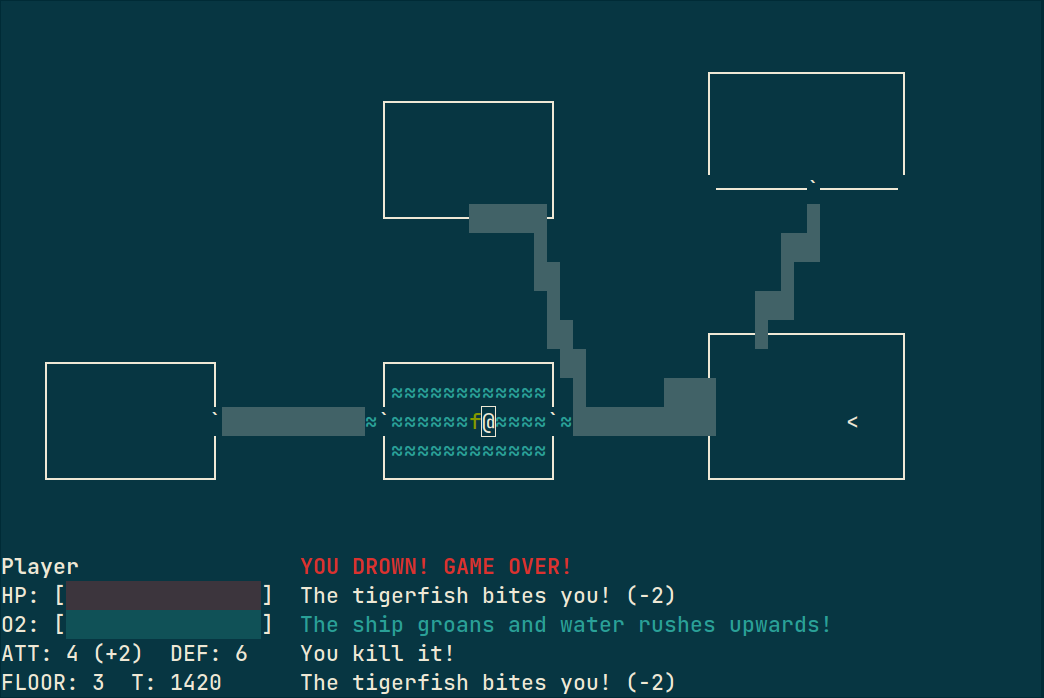 `
≈≈≈≈≈≈≈≈≈≈≈≈
` ≈ ` ≈≈≈≈≈≈f@≈≈≈≈ ` ≈ <
≈≈≈≈≈≈≈≈≈≈≈≈
Player YOU DROWN! GAME OVER!
HP: [ ] The tigerfish bites you! (-2)
O2: [ ] The ship groans and water rushes upwards!
ATT: 4 (+2) DEF: 6 You kill it!
FLOOR: 3 T: 1420 The tigerfish bites you! (-2)